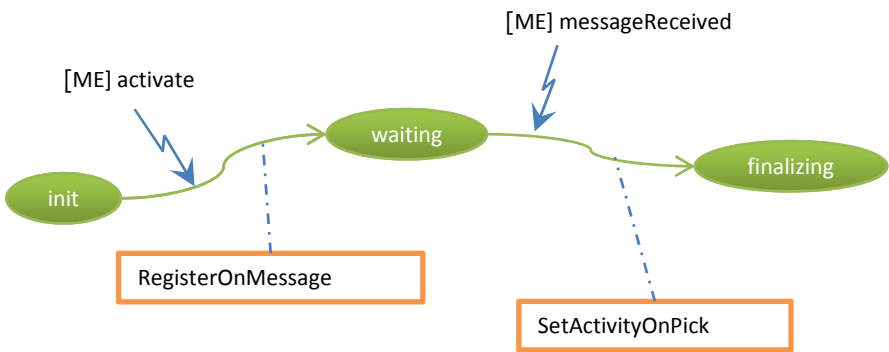 [ME] messageReceived
[ME] activate
waiting
finalizing
init
RegisterOnMessage
SetActivityOnPick